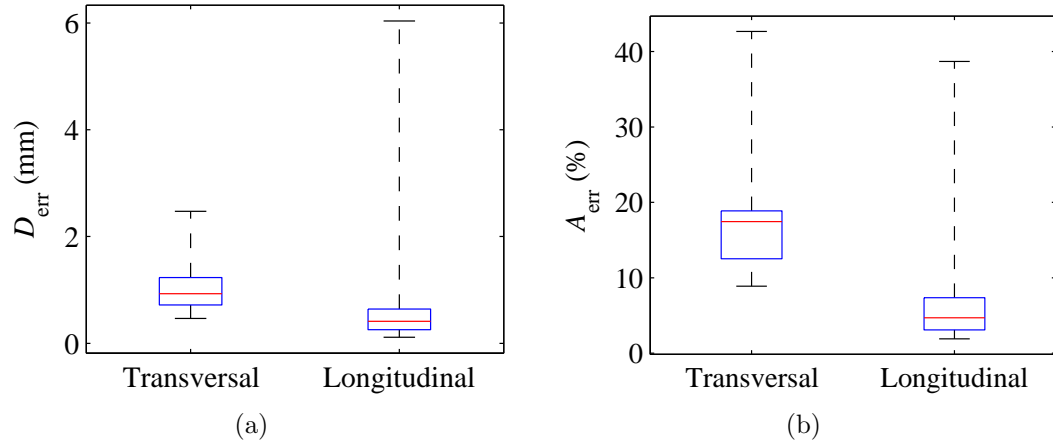 6
4
2
0
D_err (mm)
Transversal Longitudinal
(a)
40
30
20
10
0
A_err (%)
Transversal Longitudinal
(b)